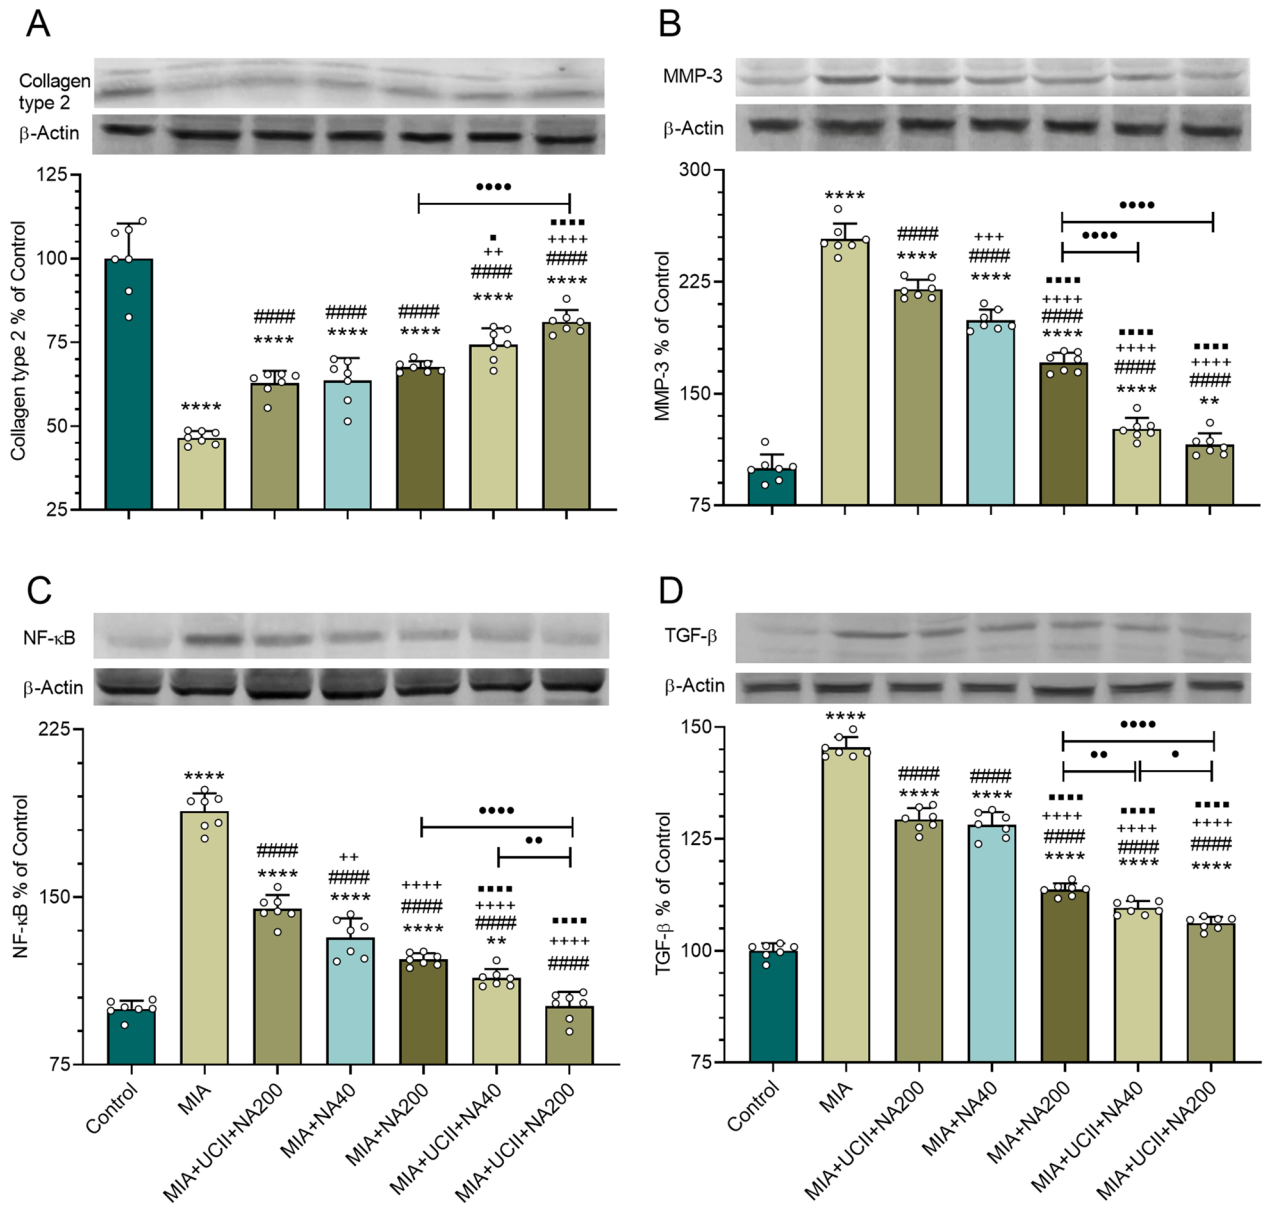 A
Collagen
type 2
β-Actin
125
100
75
50
25
Collagen type 2 % of Control
****
####
****
####
****
####
****
■
++
####
****
■■■■
++++
####
****
●●●●
B
MMP-3
β-Actin
300
225
150
75
MMP-3 % of Control
****
####
****
+++
####
****
■■■■
++++
####
****
■■■■
++++
####
****
■■■■
++++
####
**
●●●●
●●●●
C
NF-κB
β-Actin
225
150
75
NF-κB % of Control
****
####
****
++
####
****
++++
####
****
■■■■
++++
####
**
■■■■
++++
####
●●●●
●●
Control
MIA
MIA+UCII+NA200
MIA+NA40
MIA+NA200
MIA+UCII+NA40
MIA+UCII+NA200
D
TGF-β
β-Actin
150
125
100
75
TGF-β % of Control
****
####
****
####
****
■■■■
++++
####
****
■■■■
++++
####
****
■■■■
++++
####
****
●●●●
●●
●
Control
MIA
MIA+UCII+NA200
MIA+NA40
MIA+NA200
MIA+UCII+NA40
MIA+UCII+NA200